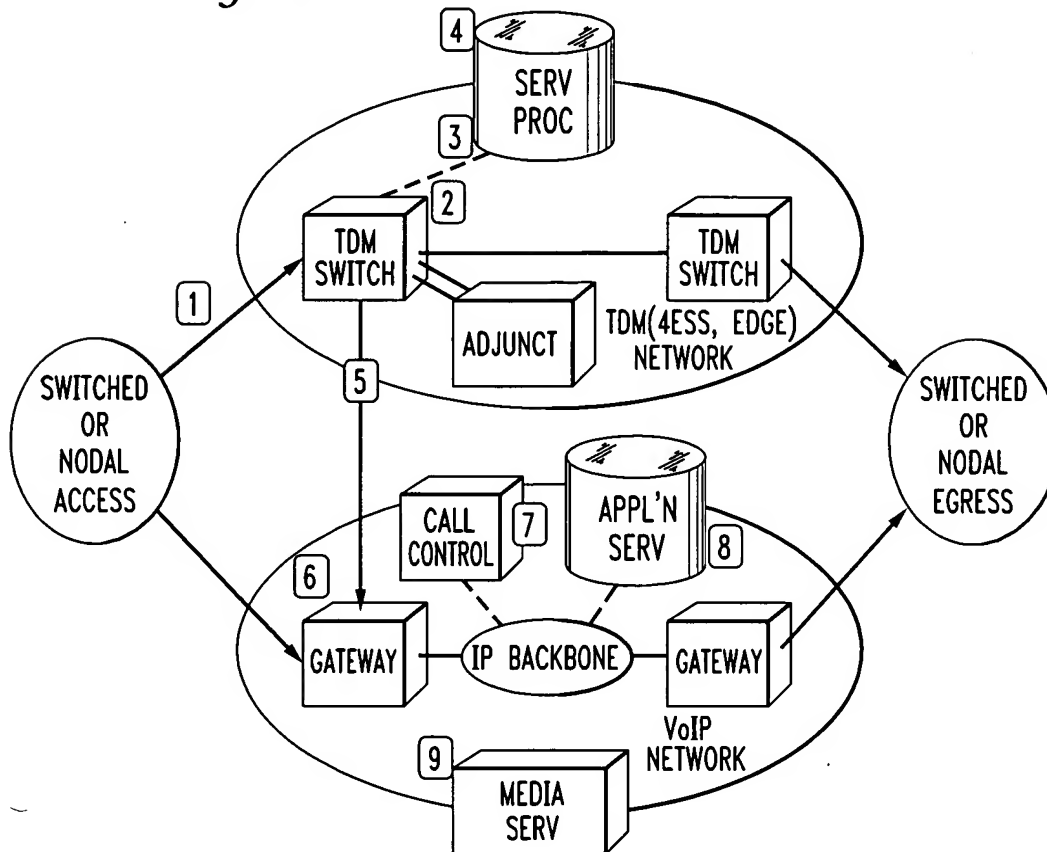 4
SERV
PROC
3
2
TDM
SWITCH
TDM
SWITCH
1
ADJUNCT
TDM(4ESS, EDGE)
NETWORK
5
SWITCHED
OR
NODAL
ACCESS
SWITCHED
OR
NODAL
EGRESS
CALL
CONTROL
7
APPL'N
SERV
8
6
GATEWAY
IP BACKBONE
GATEWAY
VoIP
NETWORK
9
MEDIA
SERV